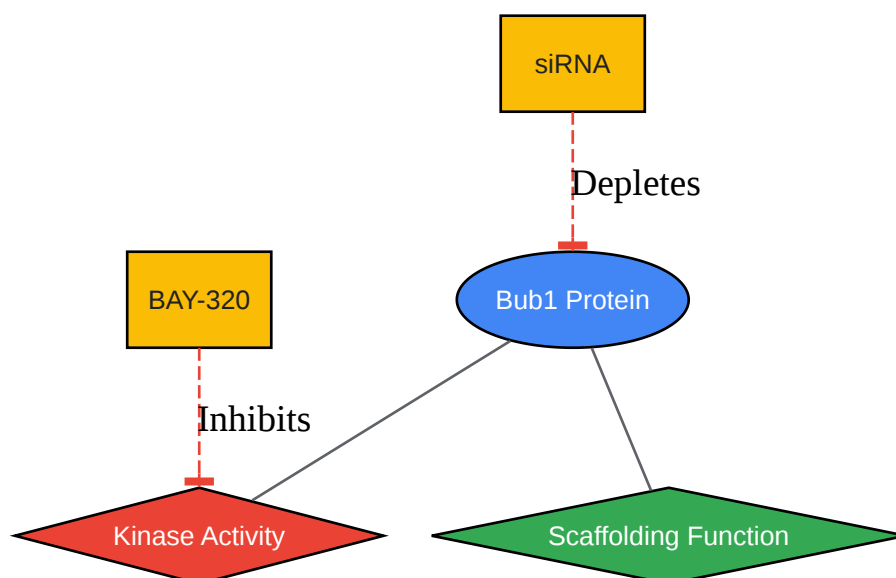 siRNA
Depletes
BAY-320
Bub1 Protein
Inhibits
Kinase Activity
Scaffolding Function